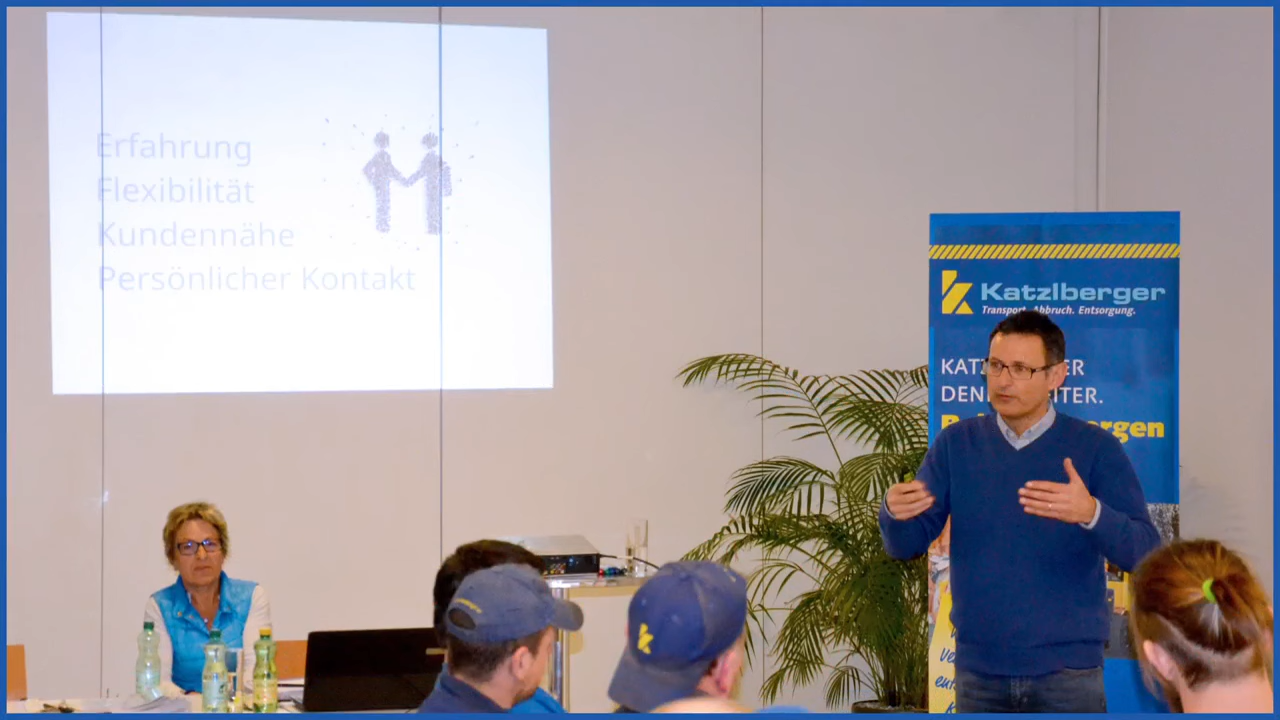 Erfahrung
Flexibilität
Kundennähe
Persönlicher Kontakt
Katzlberger
Transport. Abbruch. Entsorgung.